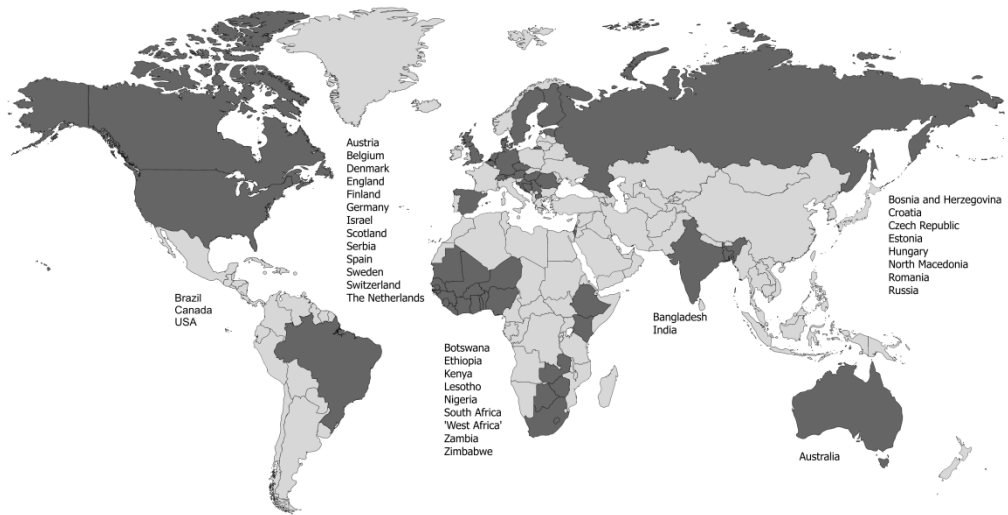 Austria
Belgium
Denmark
England
Finland
Germany
Israel
Scotland
Serbia
Spain
Sweden
Switzerland
The Netherlands
Bosnia and Herzegovina
Croatia
Czech Republic
Estonia
Hungary
North Macedonia
Romania
Russia
Brazil
Canada
USA
Bangladesh
India
Botswana
Ethiopia
Kenya
Lesotho
Nigeria
South Africa
'West Africa'
Zambia
Zimbabwe
Australia